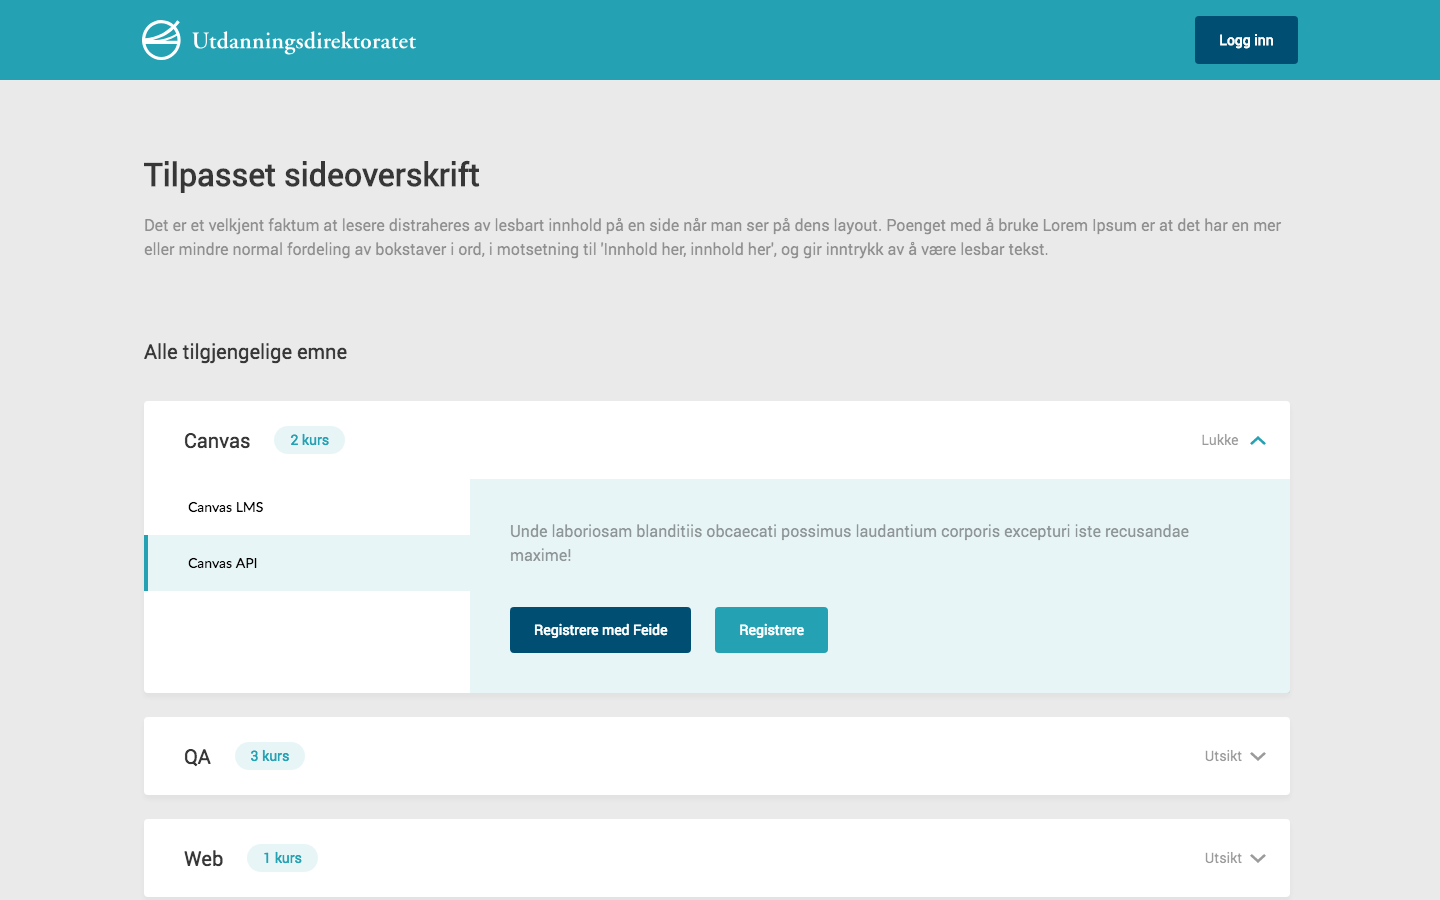 Utdanningsdirektoratet
Logg inn
Tilpasset sideoverskrift
Det er et velkjent faktum at lesere distraheres av lesbart innhold på en side når man ser på dens layout. Poenget med å bruke Lorem Ipsum er at det har en mer
eller mindre normal fordeling av bokstaver i ord, i motsetning til 'Innhold her, innhold her', og gir inntrykk av å være lesbar tekst.
Alle tilgjengelige emne
Canvas
2 kurs
Lukke
Canvas LMS
Canvas API
Unde laboriosam blanditiis obcaecati possimus laudantium corporis excepturi iste recusandae
maxime!
Registrere med Feide
Registrere
QA
3 kurs
Utsikt
Web
1 kurs
Utsikt